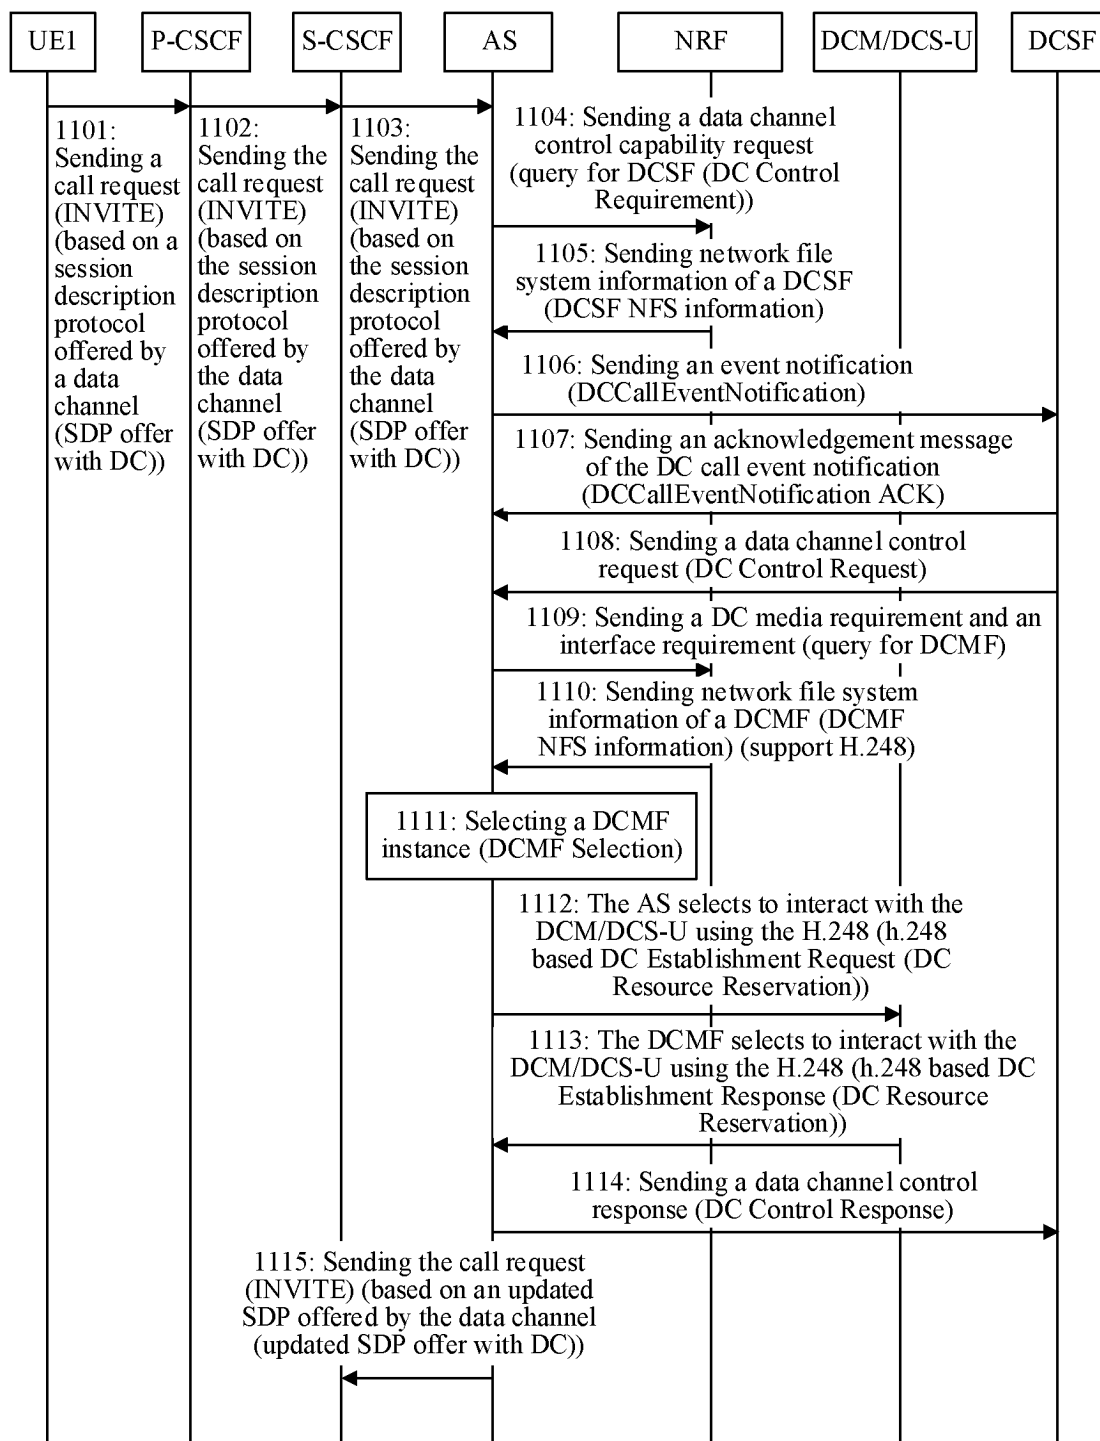 UE1
P-CSCF
S-CSCF
AS
NRF
DCM/DCS-U
DCSF
1101:
Sending a
call request
(INVITE)
(based on a
session
description
protocol
offered by
a data
channel
(SDP offer
with DC))
1102:
Sending the
call request
(INVITE)
(based on
the session
description
protocol
offered by
the data
channel
(SDP offer
with DC))
1103:
Sending the
call request
(INVITE)
(based on
the session
description
protocol
offered by
the data
channel
(SDP offer
with DC))
1104: Sending a data channel
control capability request
(query for DCSF (DC Control
Requirement))
1105: Sending network file
system information of a DCSF
(DCSF NFS information)
1106: Sending an event notification
(DCCallEventNotification)
1107: Sending an acknowledgement message
of the DC call event notification
(DCCallEventNotification ACK)
1108: Sending a data channel control
request (DC Control Request)
1109: Sending a DC media requirement and an
interface requirement (query for DCMF)
1110: Sending network file system
information of a DCMF (DCMF
NFS information) (support H.248)
1111: Selecting a DCMF
instance (DCMF Selection)
1112: The AS selects to interact with the
DCM/DCS-U using the H.248 (h.248
based DC Establishment Request (DC
Resource Reservation))
1113: The DCMF selects to interact with the
DCM/DCS-U using the H.248 (h.248 based DC
Establishment Response (DC Resource
Reservation))
1114: Sending a data channel control
response (DC Control Response)
1115: Sending the call request
(INVITE) (based on an updated
SDP offered by the data channel
(updated SDP offer with DC))